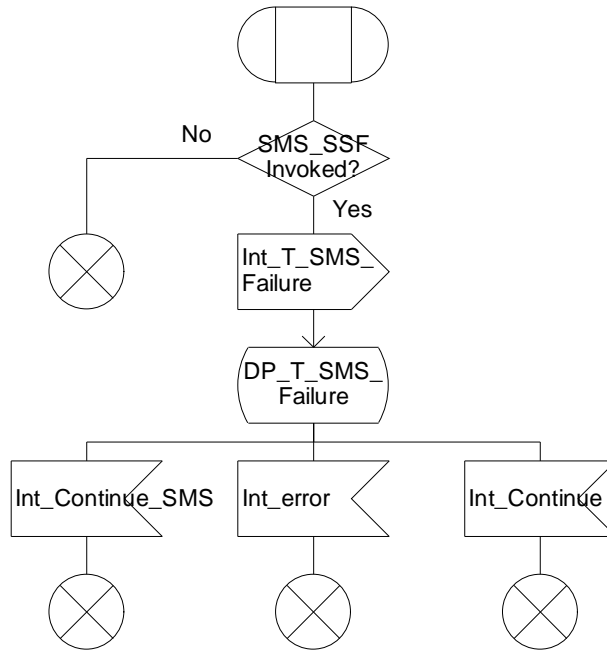 No
SMS_SSF
Invoked?
Yes
Int_T_SMS_
Failure
DP_T_SMS_
Failure
Int_Continue_SMS
Int_error
Int_Continue